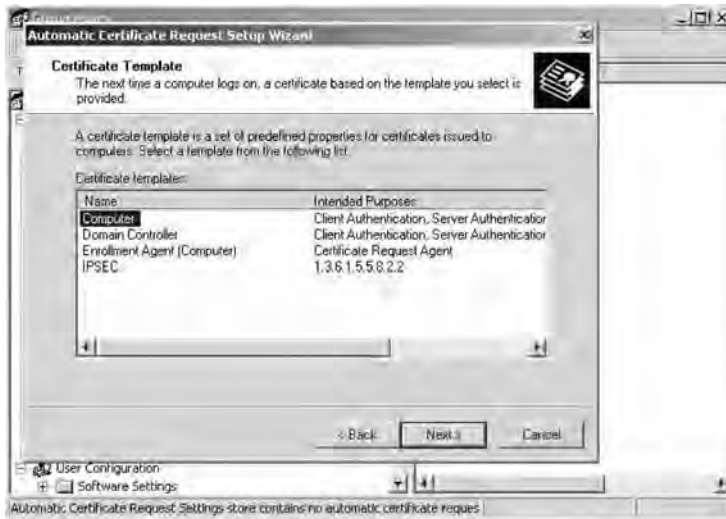 Automatic Certificate Request Setup Wizard
Certificate Template
The next time a computer logs on, a certificate based on the template you select is
provided.
A certificate template is a set of predefined properties for certificates issued to
computers. Select a template from the following list.
Certificate templates:
Name Intended Purposes
Computer Client Authentication, Server Authentication
Domain Controller Client Authentication, Server Authentication
Enrollment Agent (Computer) Certificate Request Agent
IPSEC 1.3.6.1.5.5.8.2.2
< Back Next > Cancel
User Configuration
Software Settings
Automatic Certificate Request Settings store contains no automatic certificate reques